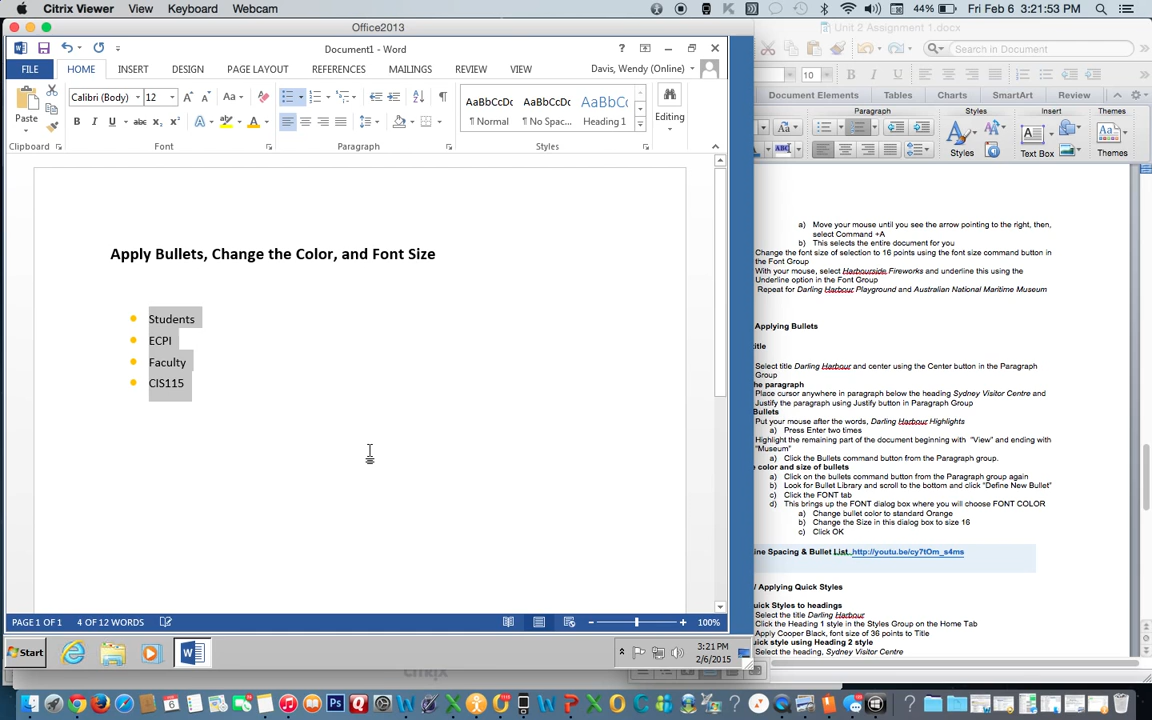 Citrix Viewer View Keyboard Webcam 44% Fri Feb 6 3:21:53 PM
Office2013
Unit 2 Assignment 1.docx
Document1 - Word
Search in Document
FILE HOME INSERT DESIGN PAGE LAYOUT REFERENCES MAILINGS REVIEW VIEW Davis, Wendy (Online)
Calibri (Body) 12
Paste
AaBbCcDc AaBbCcDc AaBbCc
¶ Normal ¶ No Spac... Heading 1
Editing
Clipboard Font Paragraph Styles
10
Document Elements Tables Charts SmartArt Review
Paragraph Styles Insert Themes
Styles Text Box Themes
Apply Bullets, Change the Color, and Font Size
• Students
• ECPI
• Faculty
• CIS115
a) Move your mouse until you see the arrow pointing to the right, then,
select Command +A
b) This selects the entire document for you
Change the font size of selection to 16 points using the font size command button in
the Font Group
With your mouse, select Harbourside Fireworks and underline this using the
Underline option in the Font Group
Repeat for Darling Harbour Playground and Australian National Maritime Museum
Applying Bullets
title
Select title Darling Harbour and center using the Center button in the Paragraph
Group
he paragraph
Place cursor anywhere in paragraph below the heading Sydney Visitor Centre and
Justify the paragraph using Justify button in Paragraph Group
Bullets
Put your mouse after the words, Darling Harbour Highlights
a) Press Enter two times
Highlight the remaining part of the document beginning with "View" and ending with
"Museum"
a) Click the Bullets command button from the Paragraph group.
e color and size of bullets
a) Click on the bullets command button from the Paragraph group again
b) Look for Bullet Library and scroll to the bottom and click "Define New Bullet"
c) Click the FONT tab
d) This brings up the FONT dialog box where you will choose FONT COLOR
a) Change bullet color to standard Orange
b) Change the Size in this dialog box to size 16
c) Click OK
ine Spacing & Bullet List http://youtu.be/cy7tOm_s4ms
/ Applying Quick Styles
uick Styles to headings
Select the title Darling Harbour
Click the Heading 1 style in the Styles Group on the Home Tab
Apply Cooper Black, font size of 36 points to Title
uick style using Heading 2 style
Select the heading, Sydney Visitor Centre
PAGE 1 OF 1 4 OF 12 WORDS 100%
Start
3:21 PM
2/6/2015